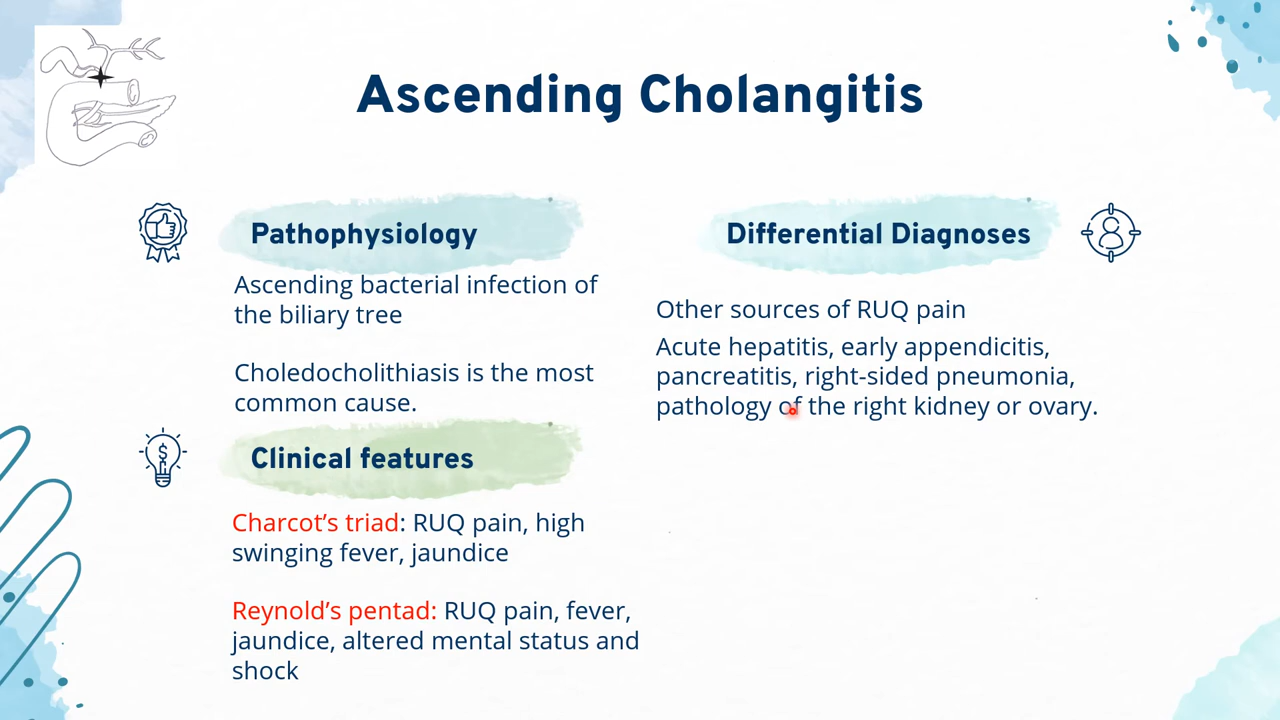 Ascending Cholangitis
Pathophysiology
Ascending bacterial infection of
the biliary tree
Choledocholithiasis is the most
common cause.
Clinical features
Charcot’s triad: RUQ pain, high
swinging fever, jaundice
Reynold’s pentad: RUQ pain, fever,
jaundice, altered mental status and
shock
Differential Diagnoses
Other sources of RUQ pain
Acute hepatitis, early appendicitis,
pancreatitis, right-sided pneumonia,
pathology of the right kidney or ovary.
$